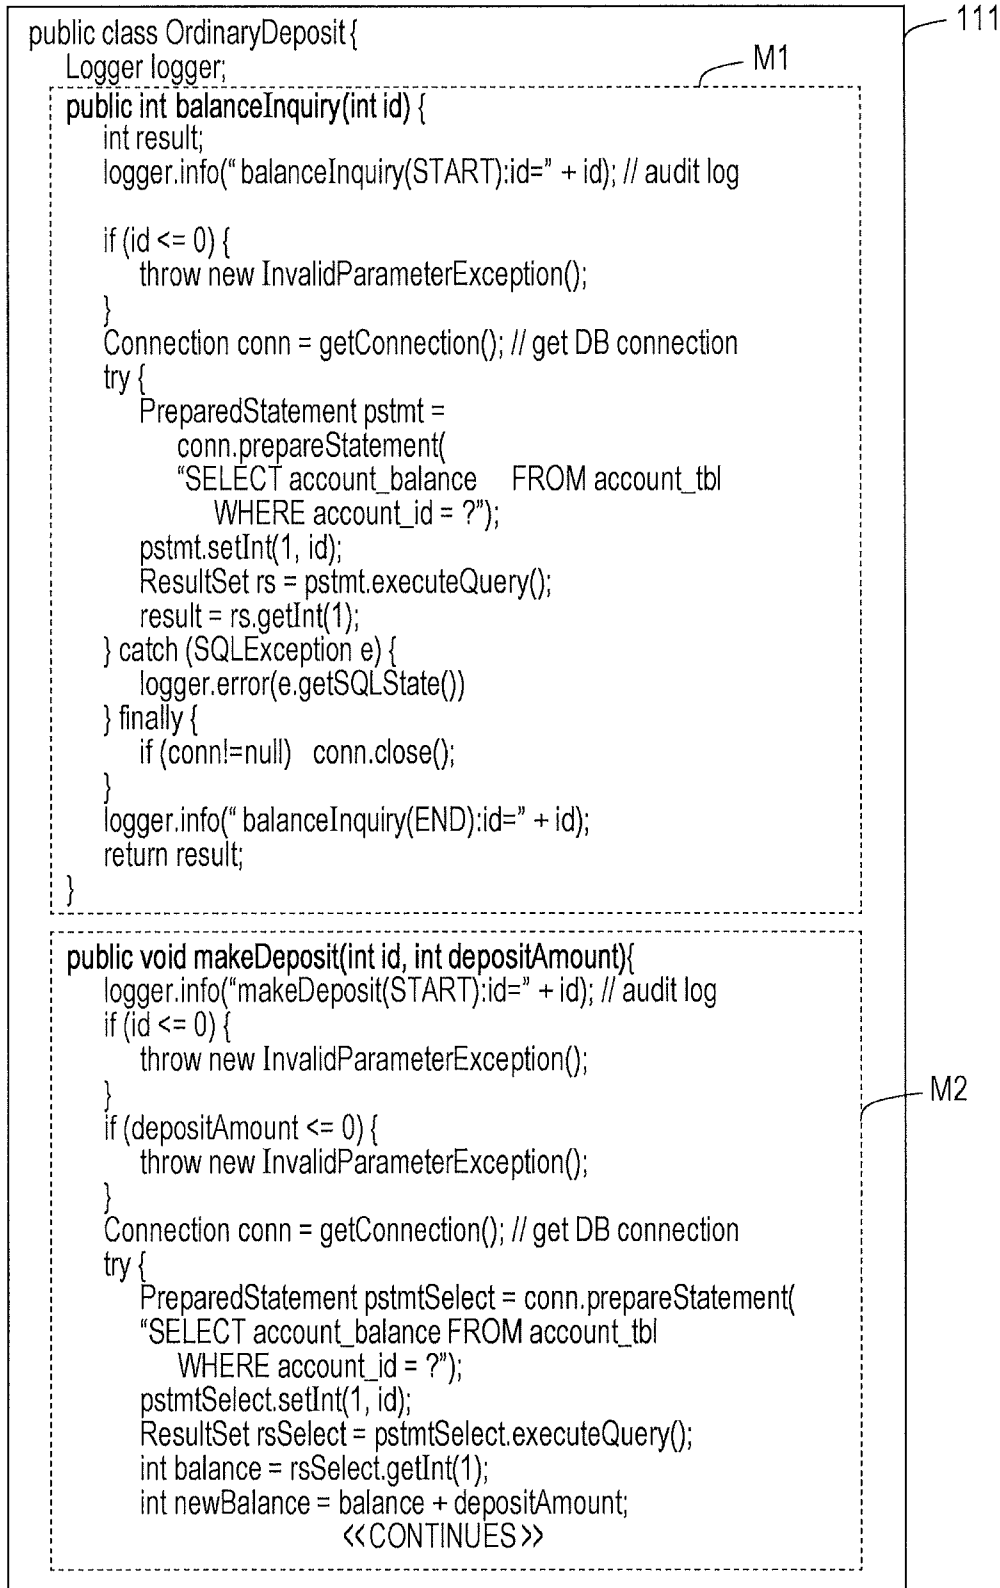 public class OrdinaryDeposit{
111
Logger logger;
M1
public int balanceInquiry(int id) {
int result;
logger.info(“ balanceInquiry(START):id=” + id); // audit log
if (id <= 0) {
throw new InvalidParameterException();
}
Connection conn = getConnection(); // get DB connection
try {
PreparedStatement pstmt =
conn.prepareStatement(
“SELECT account_balance FROM account_tbl
WHERE account_id = ?”);
pstmt.setInt(1, id);
ResultSet rs = pstmt.executeQuery();
result = rs.getInt(1);
} catch (SQLException e) {
logger.error(e.getSQLState())
} finally {
if (conn!=null) conn.close();
}
logger.info(“ balanceInquiry(END):id=” + id);
return result;
}
public void makeDeposit(int id, int depositAmount){
logger.info(“makeDeposit(START):id=” + id); // audit log
if (id <= 0) {
throw new InvalidParameterException();
}
M2
if (depositAmount <= 0) {
throw new InvalidParameterException();
}
Connection conn = getConnection(); // get DB connection
try {
PreparedStatement pstmtSelect = conn.prepareStatement(
“SELECT account_balance FROM account_tbl
WHERE account_id = ?”);
pstmtSelect.setInt(1, id);
ResultSet rsSelect = pstmtSelect.executeQuery();
int balance = rsSelect.getInt(1);
int newBalance = balance + depositAmount;
<<CONTINUES>>